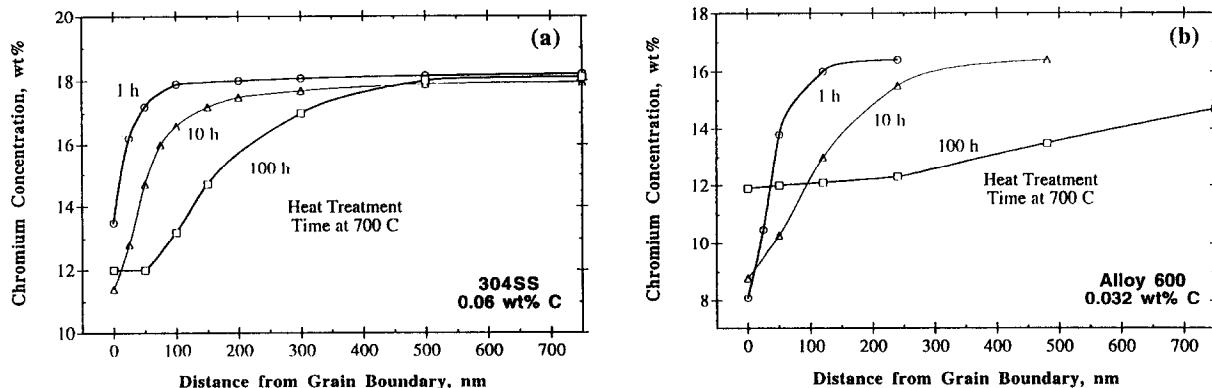 (a)
20
18
16
14
12
10
Chromium Concentration, wt%
1 h
10 h
100 h
Heat Treatment
Time at 700 C
304SS
0.06 wt% C
0 100 200 300 400 500 600 700
Distance from Grain Boundary, nm
(b)
18
16
14
12
10
8
Chromium Concentration, wt%
1 h
10 h
100 h
Heat Treatment
Time at 700 C
Alloy 600
0.032 wt% C
0 100 200 300 400 500 600 700
Distance from Grain Boundary, nm